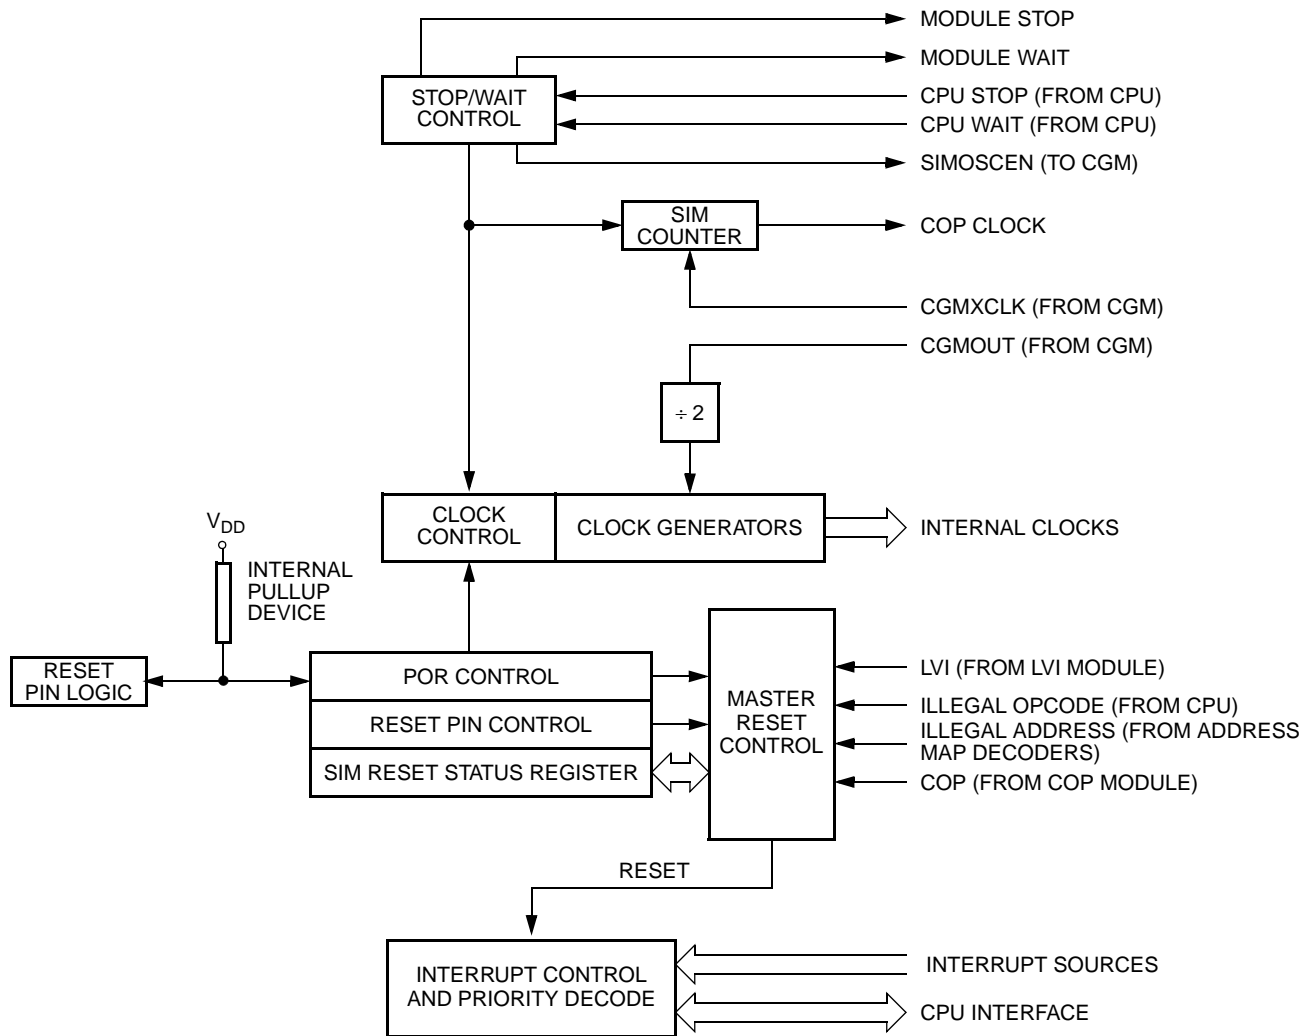 MODULE STOP
MODULE WAIT
STOP/WAIT
CONTROL
CPU STOP (FROM CPU)
CPU WAIT (FROM CPU)
SIMOSCEN (TO CGM)
SIM
COUNTER
COP CLOCK
CGMXCLK (FROM CGM)
CGMOUT (FROM CGM)
÷ 2
CLOCK
CONTROL
CLOCK GENERATORS
INTERNAL CLOCKS
VDD
INTERNAL
PULLUP
DEVICE
RESET
PIN LOGIC
POR CONTROL
RESET PIN CONTROL
SIM RESET STATUS REGISTER
MASTER
RESET
CONTROL
LVI (FROM LVI MODULE)
ILLEGAL OPCODE (FROM CPU)
ILLEGAL ADDRESS (FROM ADDRESS
MAP DECODERS)
COP (FROM COP MODULE)
RESET
INTERRUPT CONTROL
AND PRIORITY DECODE
INTERRUPT SOURCES
CPU INTERFACE